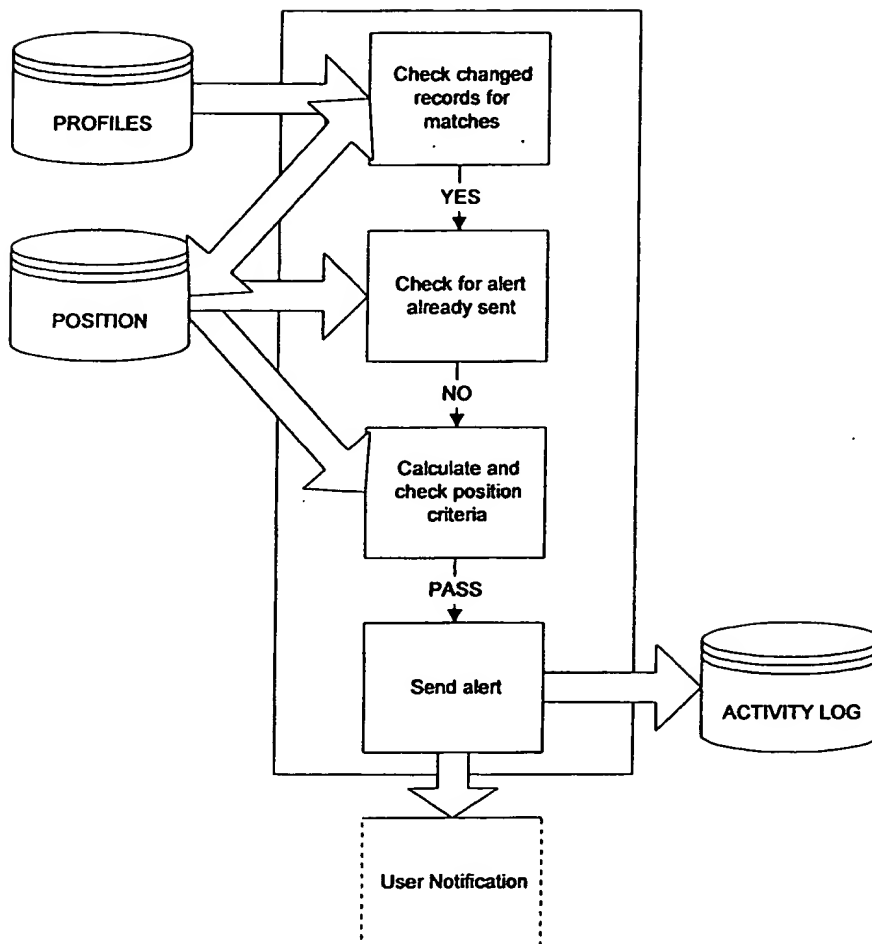 PROFILES
Check changed
records for
matches
YES
POSITION
Check for alert
already sent
NO
Calculate and
check position
criteria
PASS
Send alert
ACTIVITY LOG
User Notification